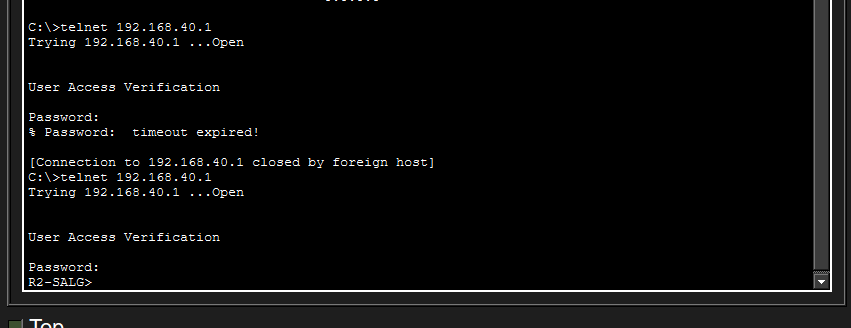 C:\>telnet 192.168.40.1
Trying 192.168.40.1 ...Open
User Access Verification
Password:
% Password:  timeout expired!
[Connection to 192.168.40.1 closed by foreign host]
C:\>telnet 192.168.40.1
Trying 192.168.40.1 ...Open
User Access Verification
Password:
R2-SALG>
Top